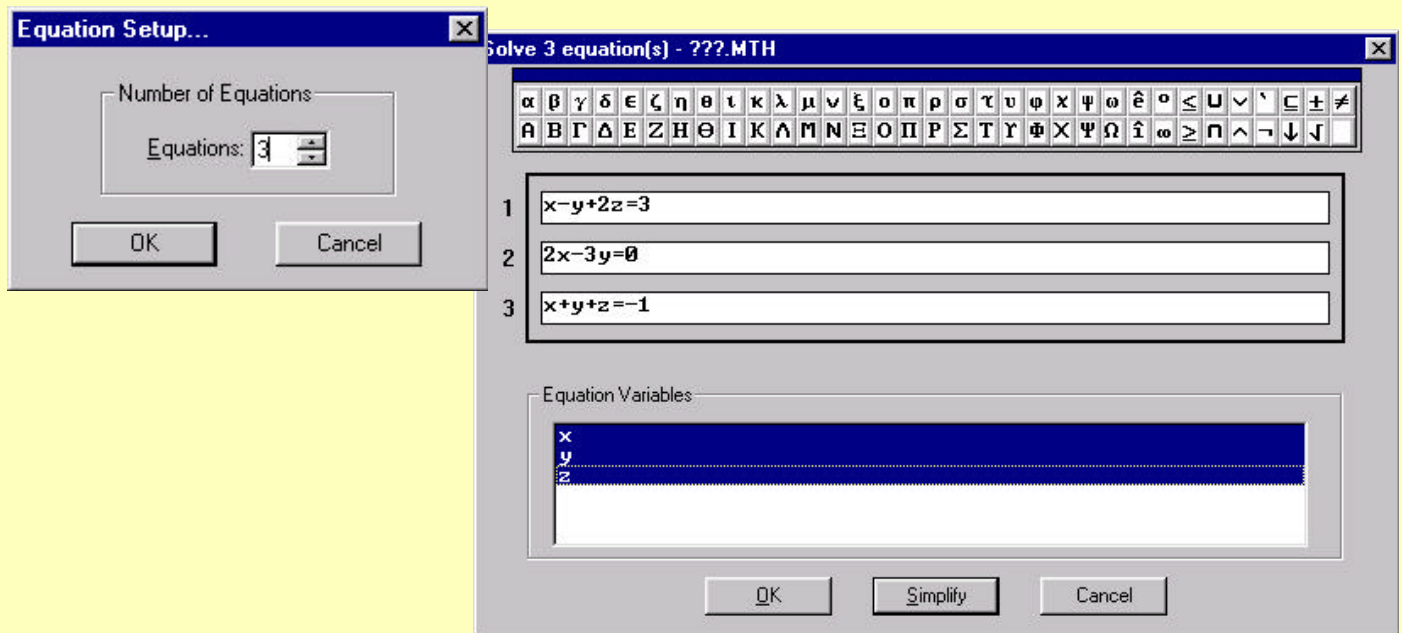 Equation Setup...
Number of Equations
Equations: 3
OK Cancel
Solve 3 equation(s) - ???.MTH
α β γ δ ε ζ η θ ι κ λ μ ν ξ ο π ρ σ τ υ φ χ ψ ω ê º ≤ ∪ ∨ ` ⊆ ± ≠
Α Β Γ Δ Ε Ζ Η Θ Ι Κ Λ Μ Ν Ξ Ο Π Ρ Σ Τ Υ Φ Χ Ψ Ω î ∞ ≥ ∩ ∧ ¬ ↓ √
1 x-y+2z=3
2 2x-3y=0
3 x+y+z=-1
Equation Variables
x
y
z
OK Simplify Cancel